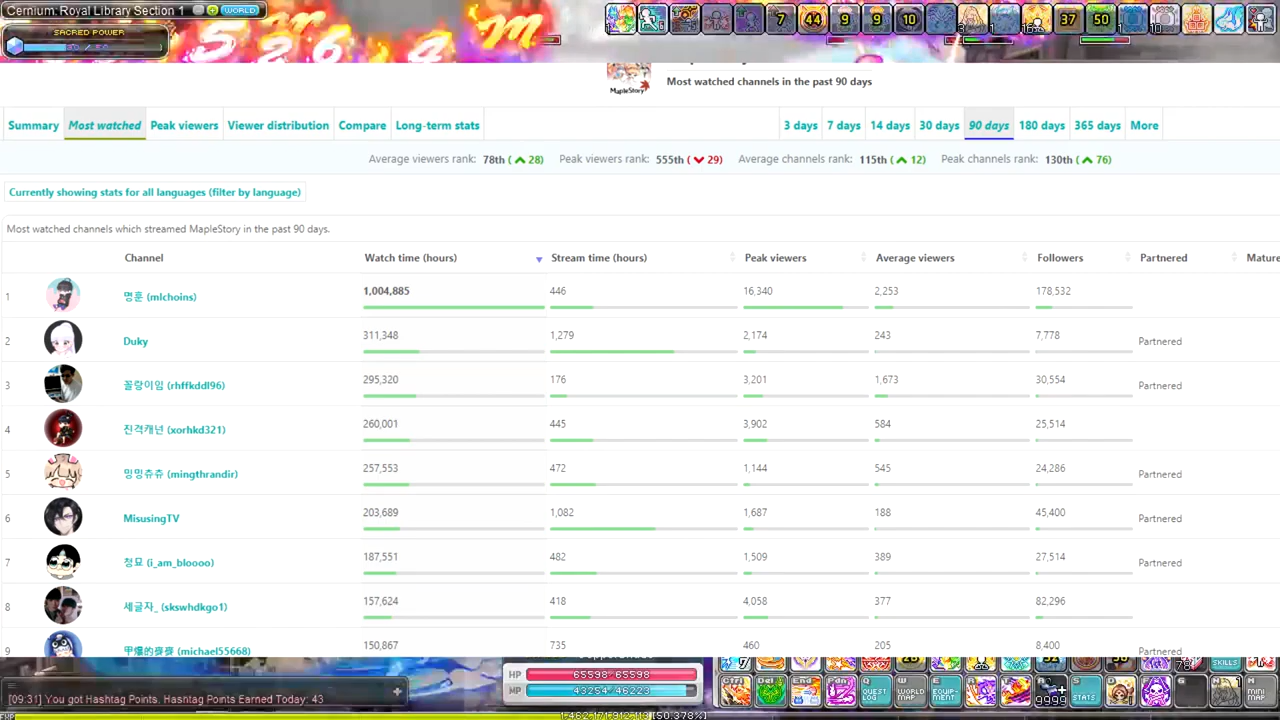 Cernium: Royal Library Section 1 WORLD
SACRED POWER
7 44 9 9 10 37 50
Most watched channels in the past 90 days
MapleStory
Summary Most watched Peak viewers Viewer distribution Compare Long-term stats 3 days 7 days 14 days 30 days 90 days 180 days 365 days More
Average viewers rank: 78th ( 28) Peak viewers rank: 555th ( 29) Average channels rank: 115th ( 12) Peak channels rank: 130th ( 76)
Currently showing stats for all languages (filter by language)
Most watched channels which streamed MapleStory in the past 90 days.
Channel Watch time (hours) Stream time (hours) Peak viewers Average viewers Followers Partnered Mature
1 명훈 (mlchoins) 1,004,885 446 16,340 2,253 178,532
2 Duky 311,348 1,279 2,174 243 7,778 Partnered
3 꼴랑이임 (rhffkddl96) 295,320 176 3,201 1,673 30,554 Partnered
4 진격캐넌 (xorhkd321) 260,001 445 3,902 584 25,514
5 밍밍츄츄 (mingthrandir) 257,553 472 1,144 545 24,286 Partnered
6 MisusingTV 203,689 1,082 1,687 188 45,400 Partnered
7 청묘 (i_am_bloooo) 187,551 482 1,509 389 27,514 Partnered
8 세글자_ (skswhdkgo1) 157,624 418 4,058 377 82,296
9 (michael55668) 150,867 735 460 205 8,400
HP 65598/65598
MP 43254/46223
SKILLS
Ctrl Del End QUEST LOG WORLD MAP EQUIPMENT 9999 STATS MINI MAP
[09:31] You got Hashtag Points, Hashtag Ponts Earned Today: 43
[50.378%]